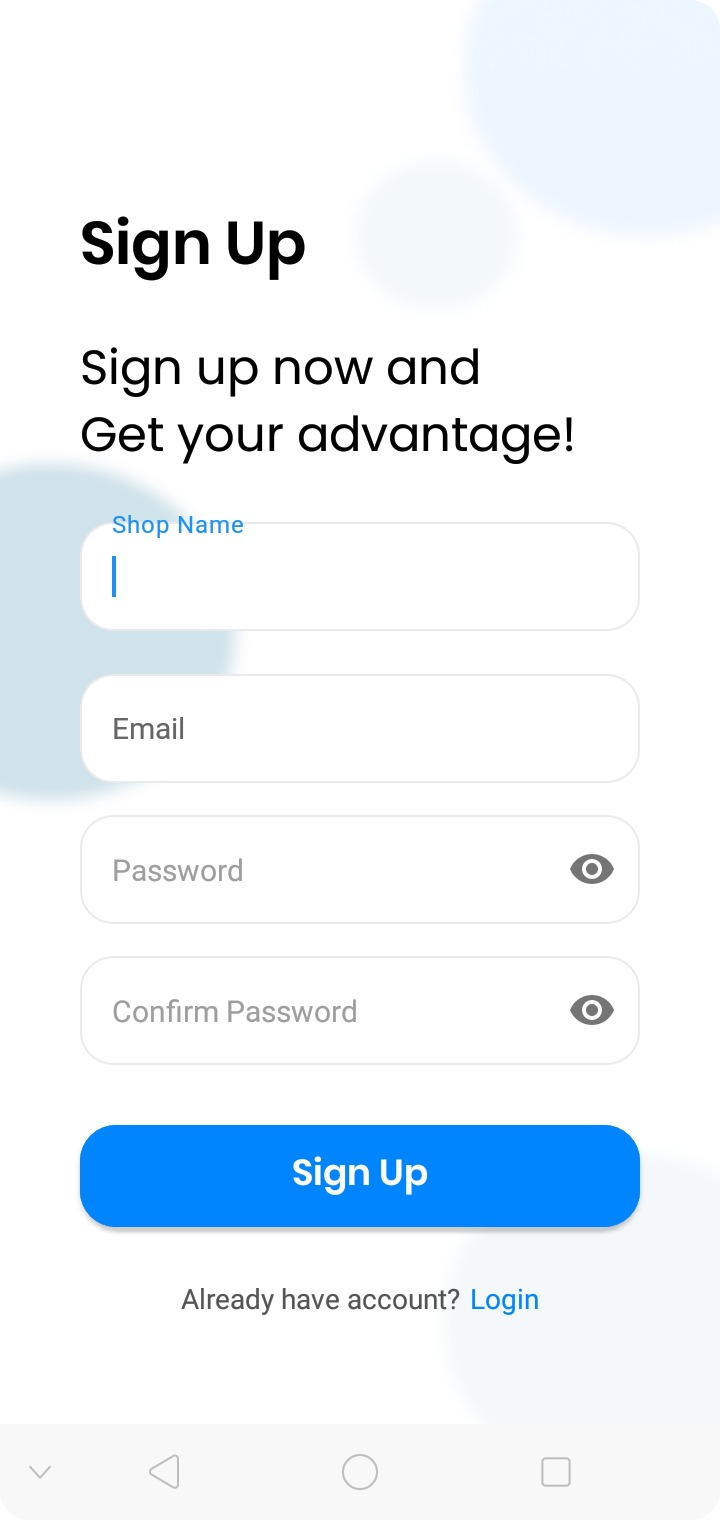 Sign Up
Sign up now and
Get your advantage!
Shop Name
Email
Password
Confirm Password
Sign Up
Already have account? Login